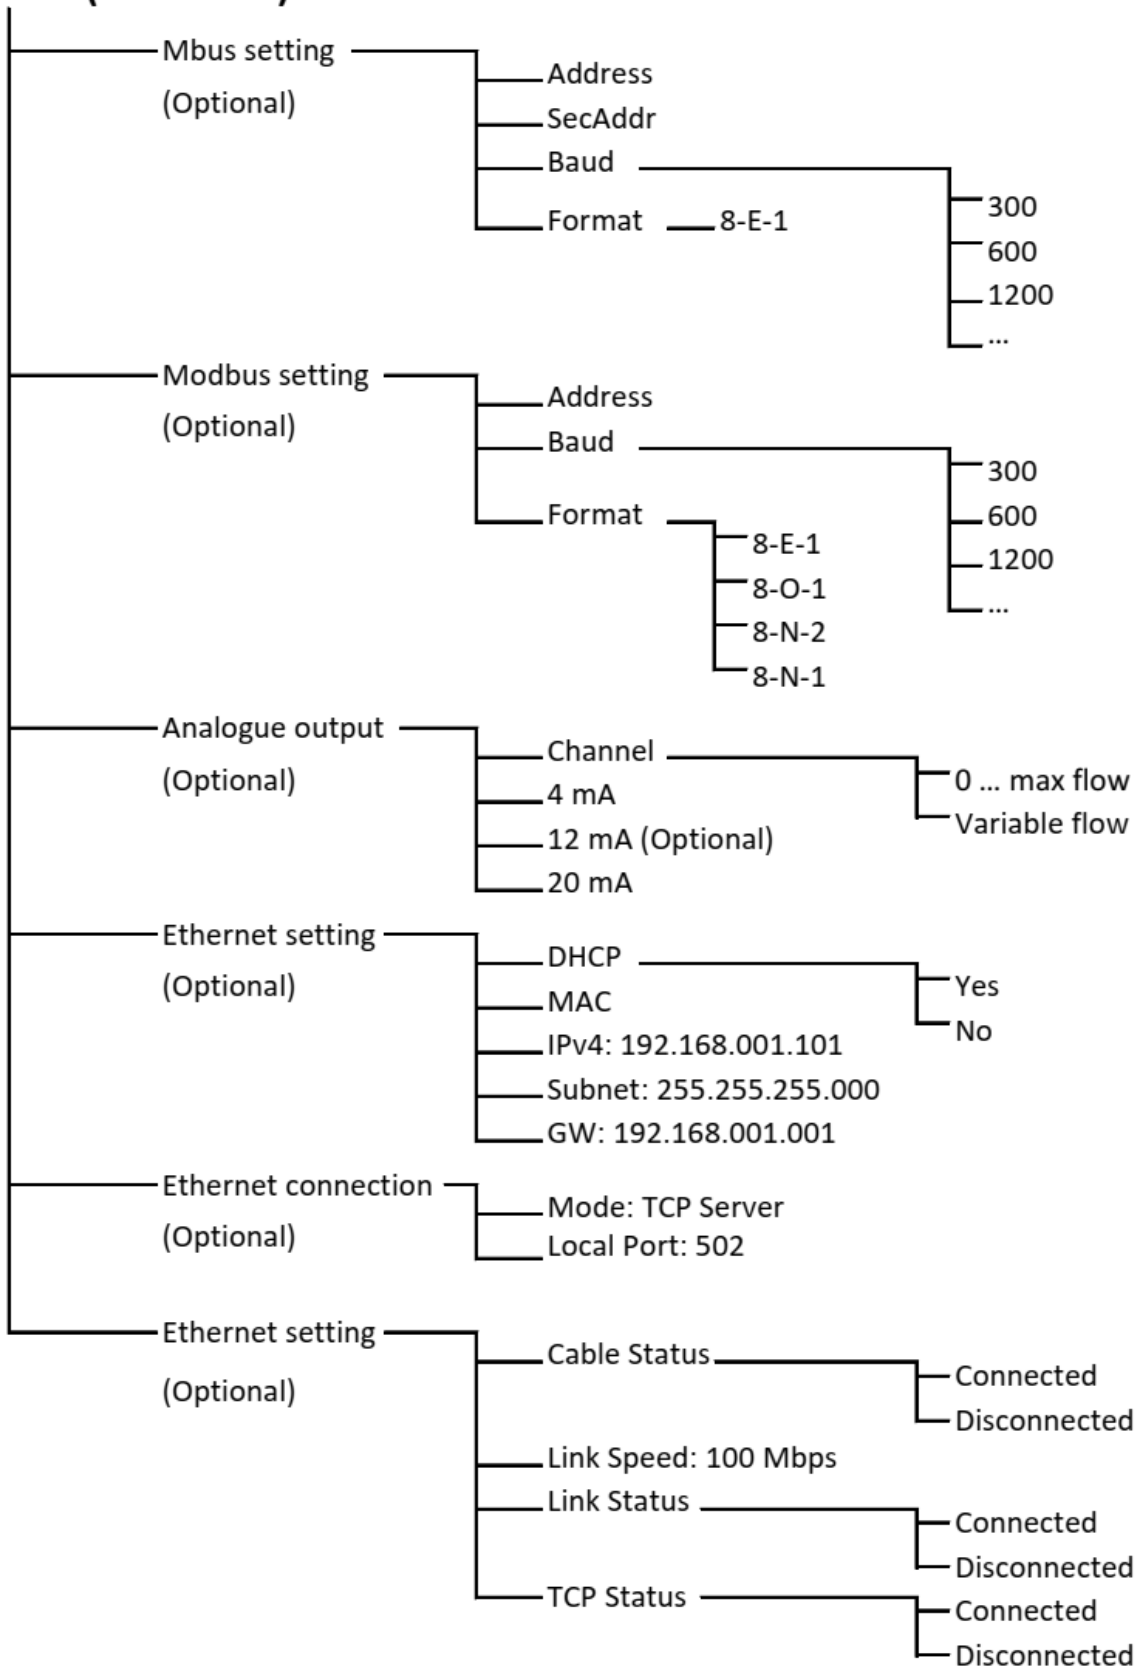 Mbus setting
(Optional)
Address
SecAddr
Baud
300
600
1200
...
Format
8-E-1
Modbus setting
(Optional)
Address
Baud
300
600
1200
...
Format
8-E-1
8-O-1
8-N-2
8-N-1
Analogue output
(Optional)
Channel
0 ... max flow
Variable flow
4 mA
12 mA (Optional)
20 mA
Ethernet setting
(Optional)
DHCP
Yes
No
MAC
IPv4: 192.168.001.101
Subnet: 255.255.255.000
GW: 192.168.001.001
Ethernet connection
(Optional)
Mode: TCP Server
Local Port: 502
Ethernet setting
(Optional)
Cable Status
Connected
Disconnected
Link Speed: 100 Mbps
Link Status
Connected
Disconnected
TCP Status
Connected
Disconnected